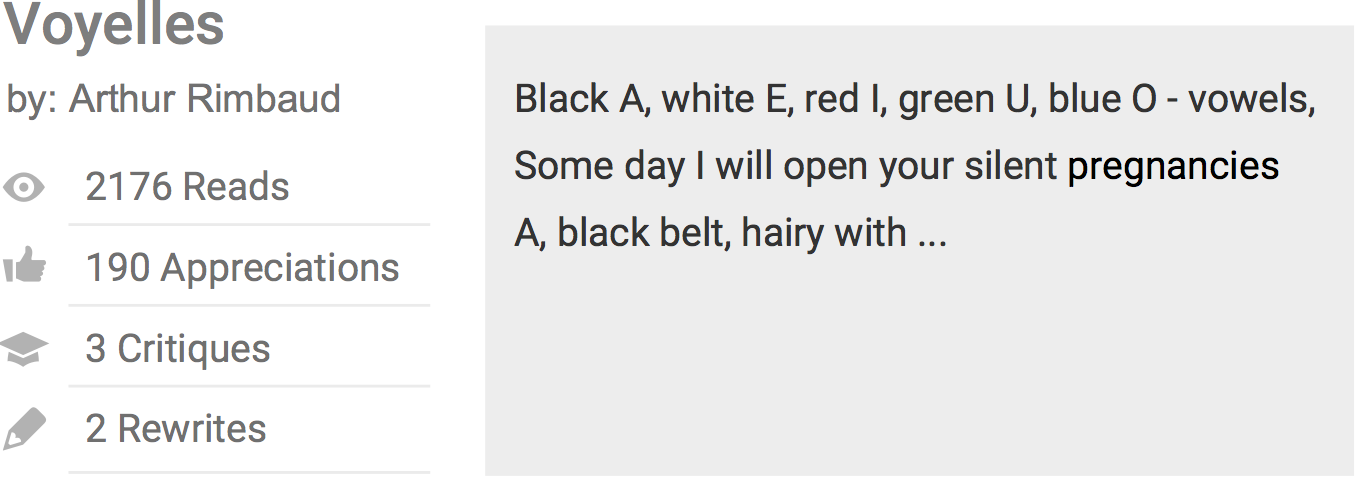 Voyelles
by: Arthur Rimbaud
2176 Reads
190 Appreciations
3 Critiques
2 Rewrites
Black A, white E, red I, green U, blue O - vowels,
Some day I will open your silent pregnancies
A, black belt, hairy with ...